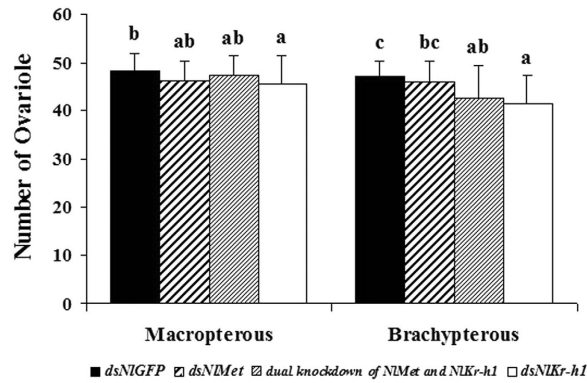 60
50
40
30
20
10
0
Number of Ovariole
b ab ab a c bc ab a
Macropterous Brachypterous
dsNlGFP dsNlMet dual knockdown of NlMet and NlKr-h1 dsNlKr-h1